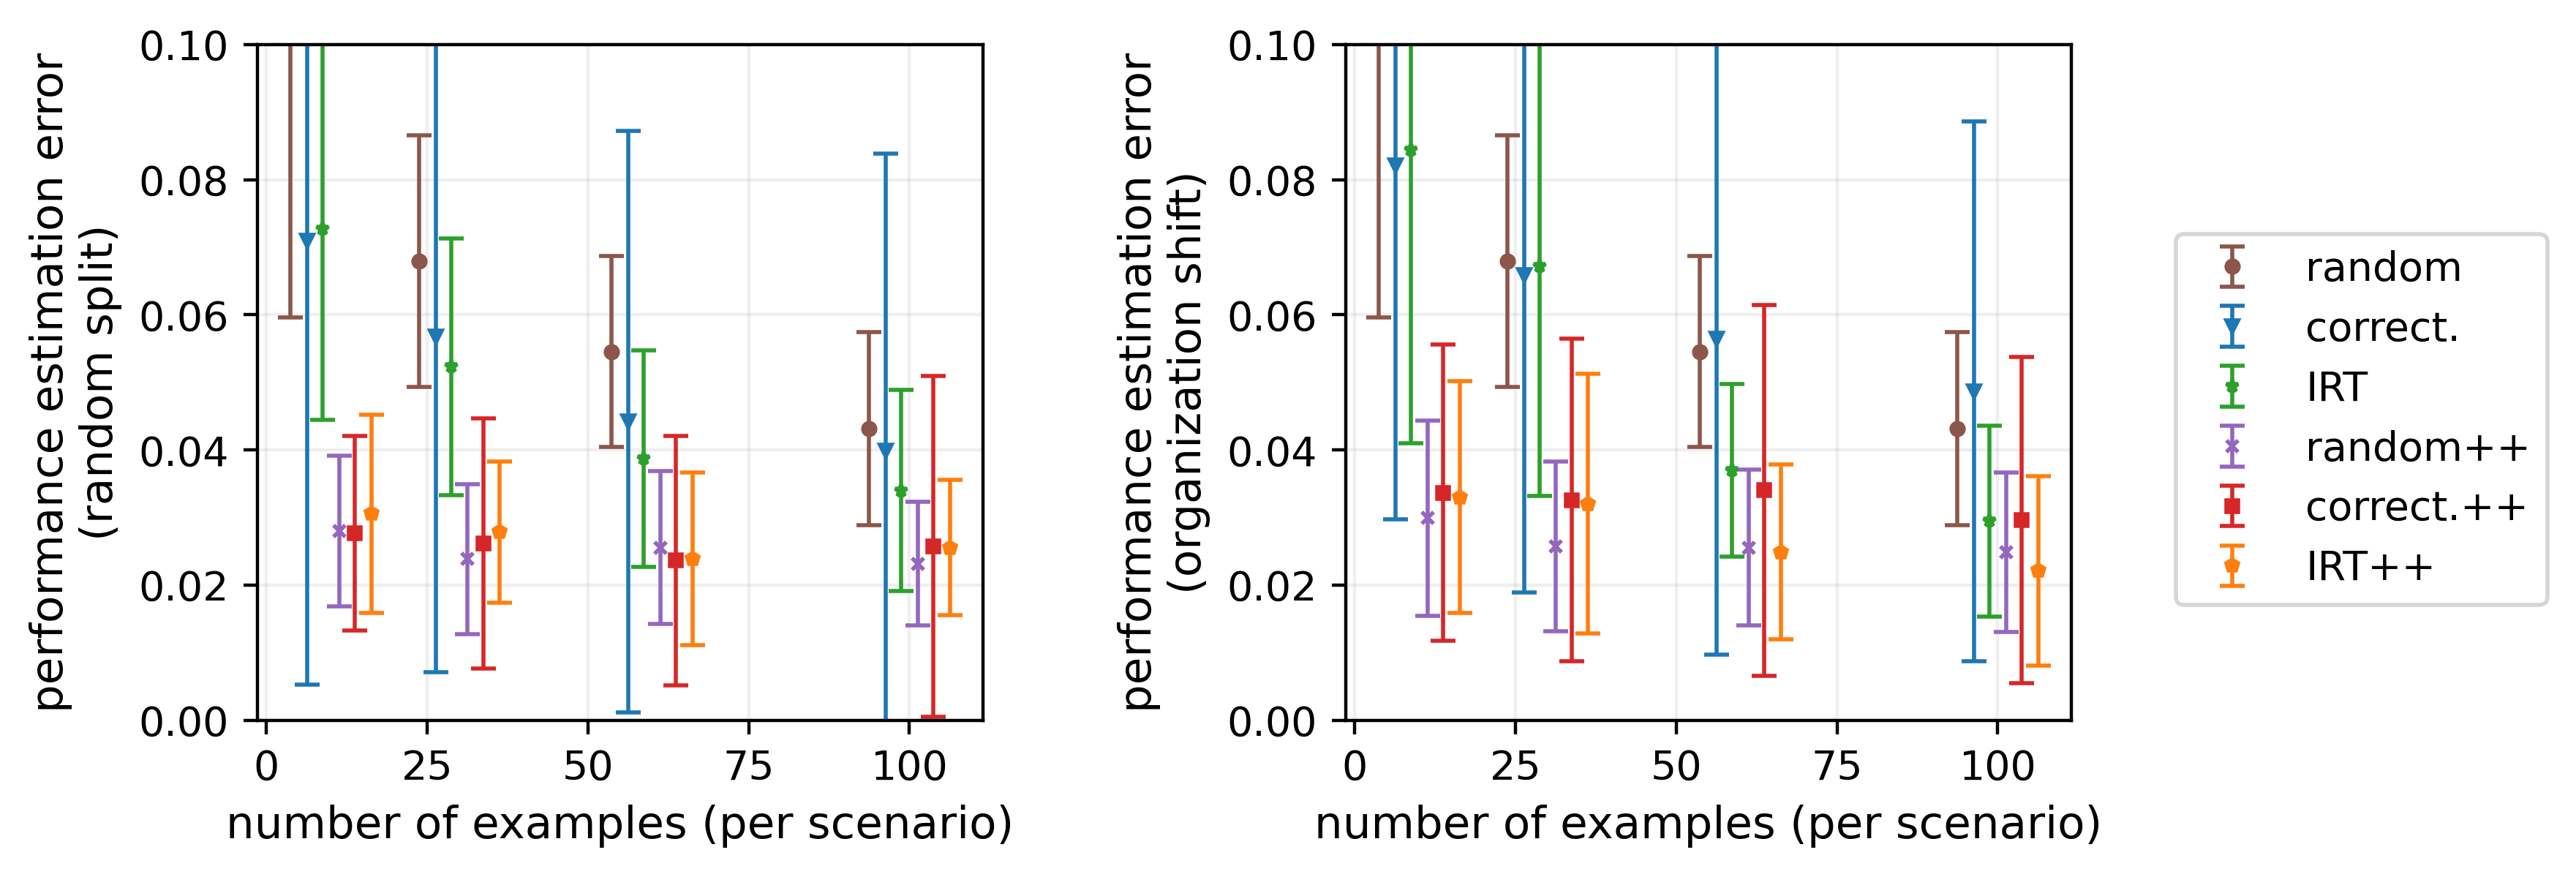 performance estimation error
(random split)
0.10
0.08
0.06
0.04
0.02
0.00
0
25
50
75
100
number of examples (per scenario)
performance estimation error
(organization shift)
0.10
0.08
0.06
0.04
0.02
0.00
0
25
50
75
100
number of examples (per scenario)
random
correct.
IRT
random++
correct.++
IRT++